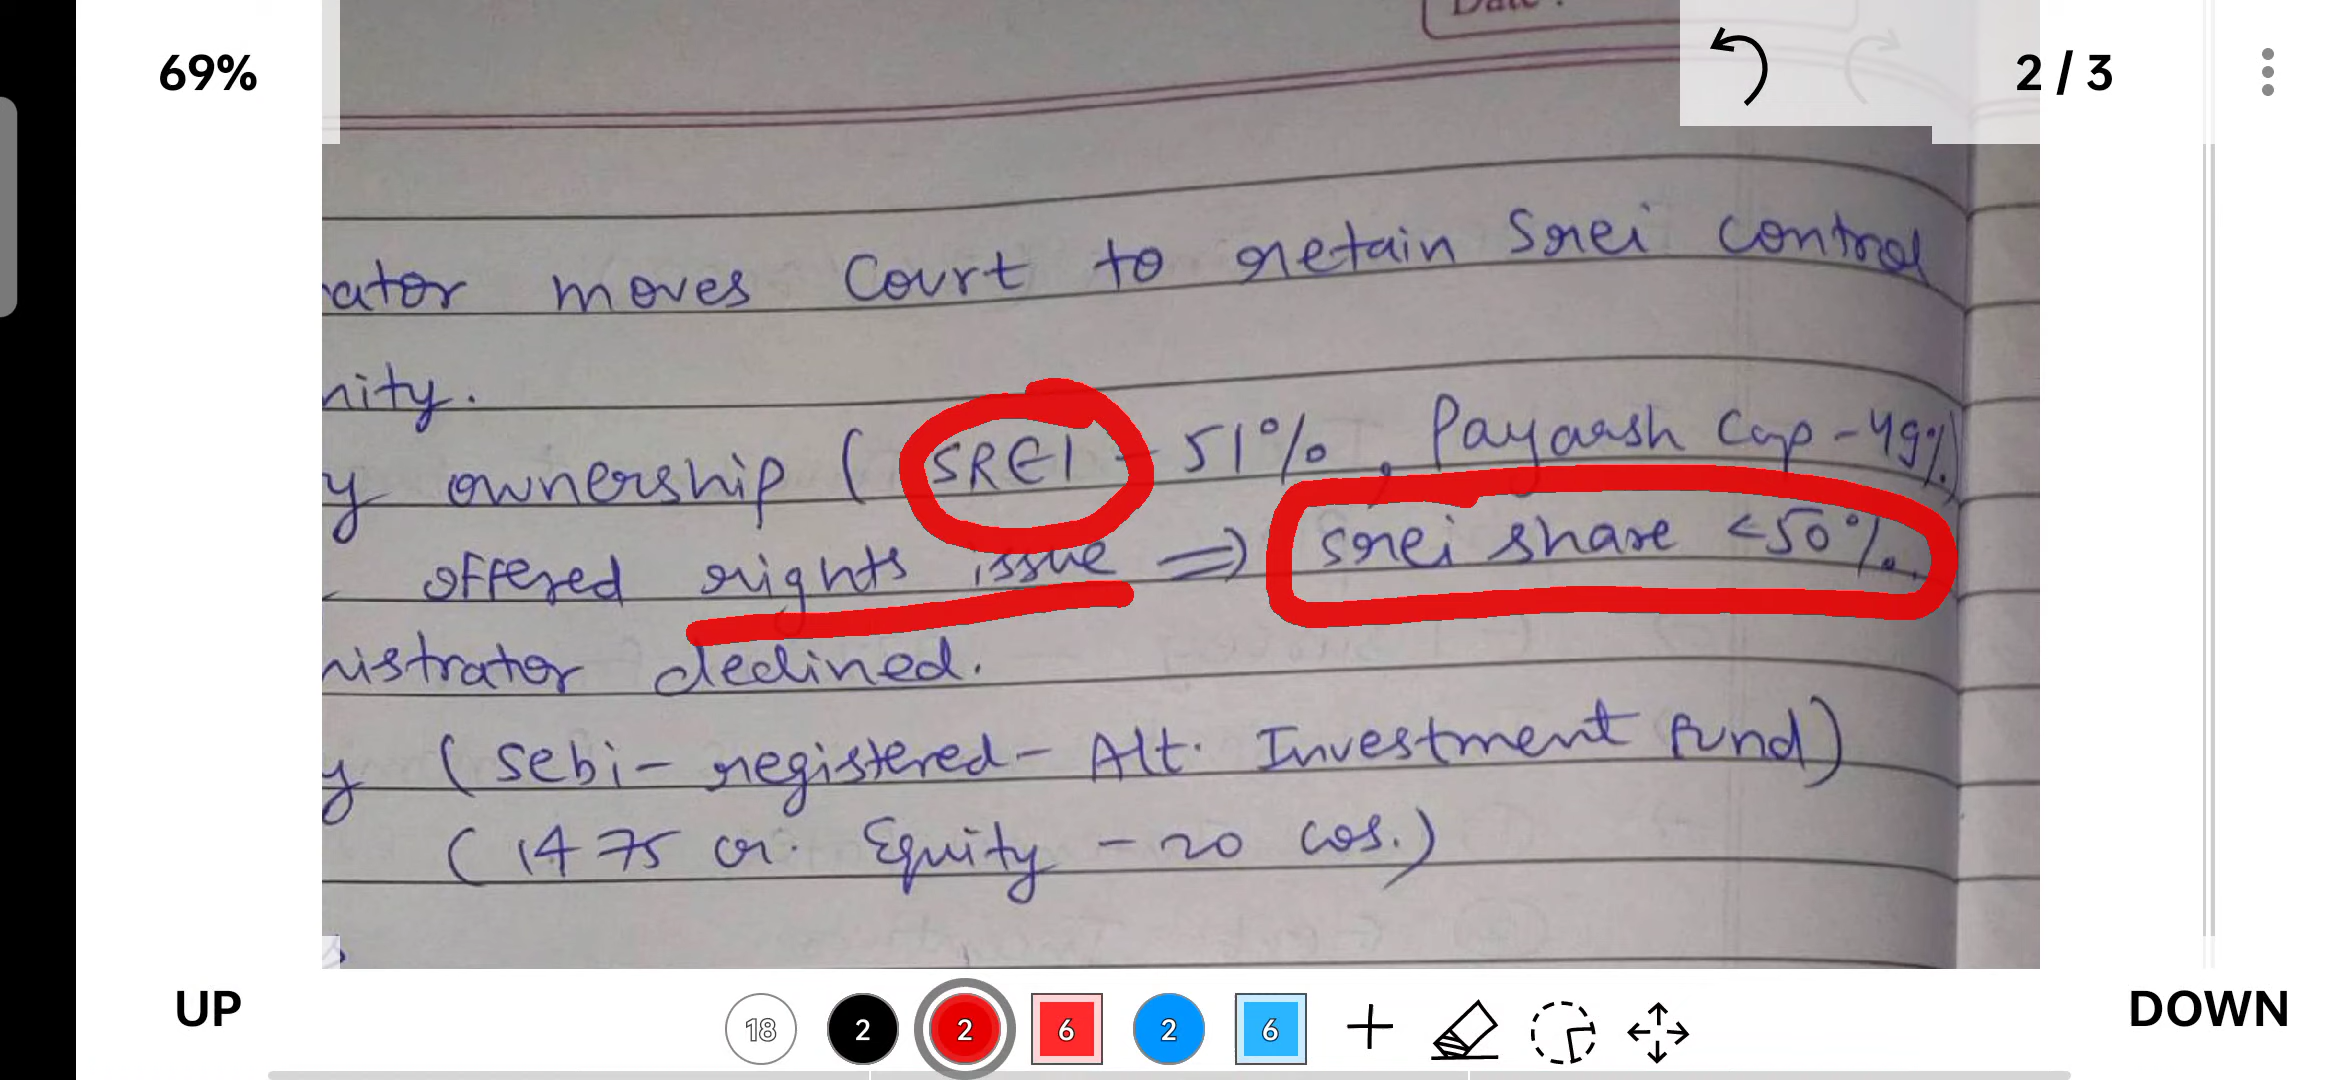 Date :
69%
2 / 3
ator moves Court to retain Srei control
nity.
y ownership ( SREI - 51%, Payaash Cap - 49%)
offered rights issue => srei share <50%.
nistrator declined.
y (sebi- registered- Alt. Investment fund)
( 1475 cr. Equity - 20 cos.)
UP
18 2 2 6 2 6
DOWN